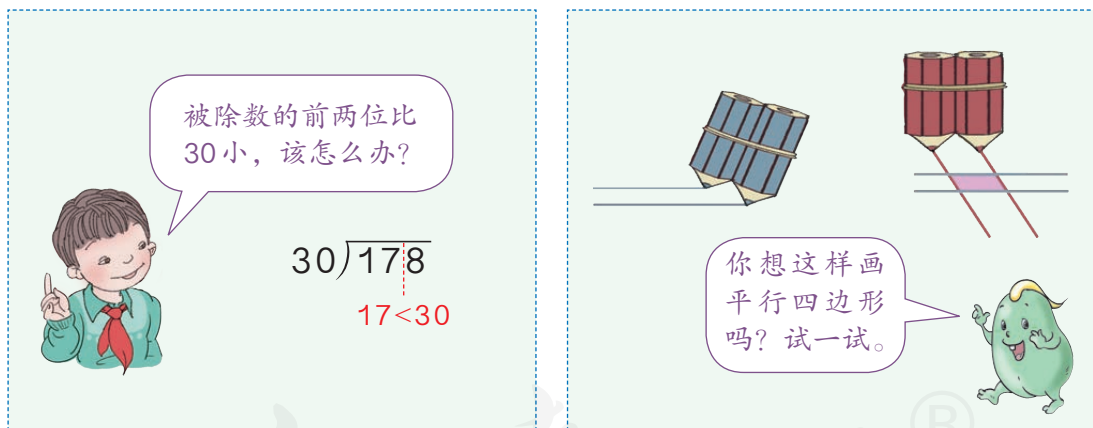 被除数的前两位比
30小，该怎么办？
30)178
17<30
你想这样画
平行四边形
吗？试一试。
®